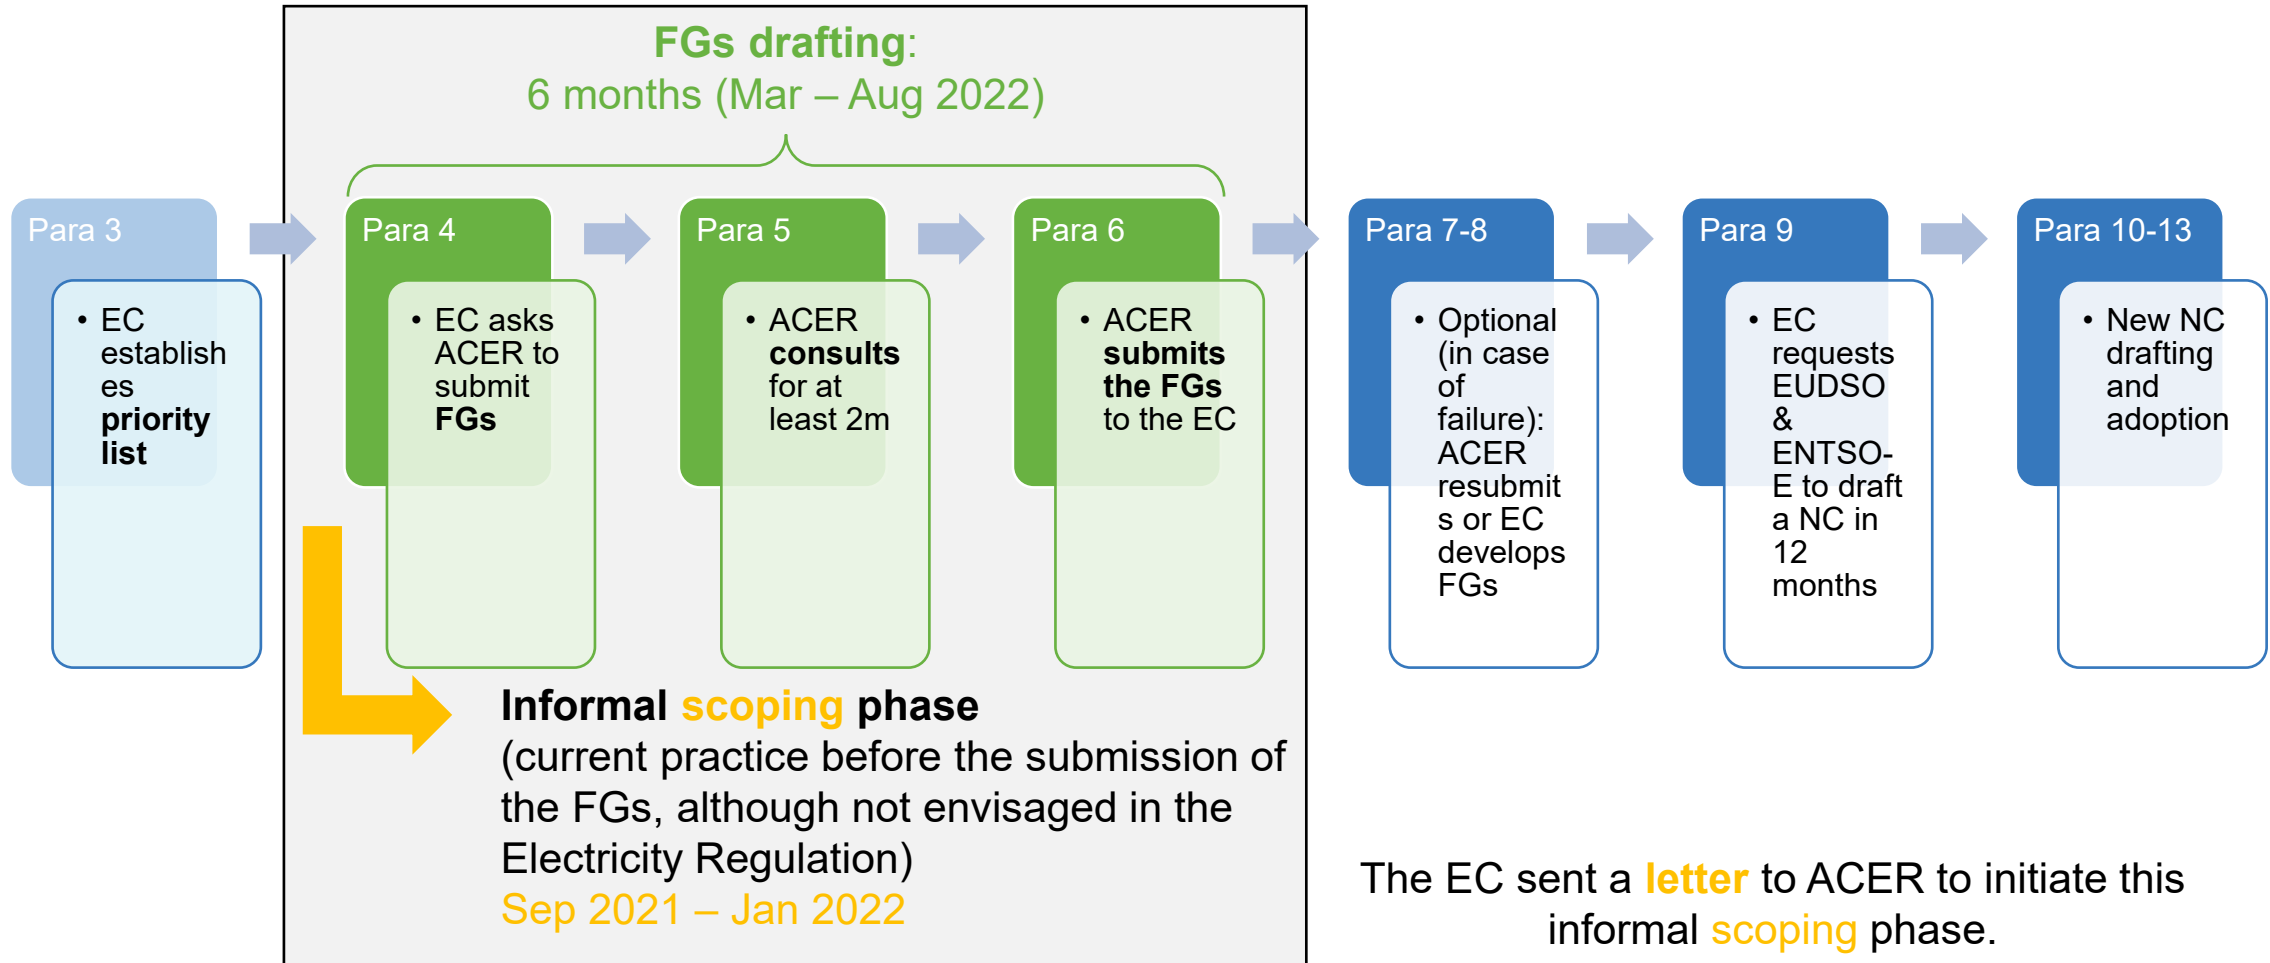 FGs drafting:
6 months (Mar – Aug 2022)
Para 3
• EC
establish
es
priority
list
Para 4
• EC asks
ACER to
submit
FGs
Para 5
• ACER
consults
for at
least 2m
Para 6
• ACER
submits
the FGs
to the EC
Para 7-8
• Optional
(in case
of
failure):
ACER
resubmit
s or EC
develops
FGs
Para 9
• EC
requests
EUDSO
&
ENTSO-
E to draft
a NC in
12
months
Para 10-13
• New NC
drafting
and
adoption
Informal scoping phase
(current practice before the submission of
the FGs, although not envisaged in the
Electricity Regulation)
Sep 2021 – Jan 2022
The EC sent a letter to ACER to initiate this
informal scoping phase.